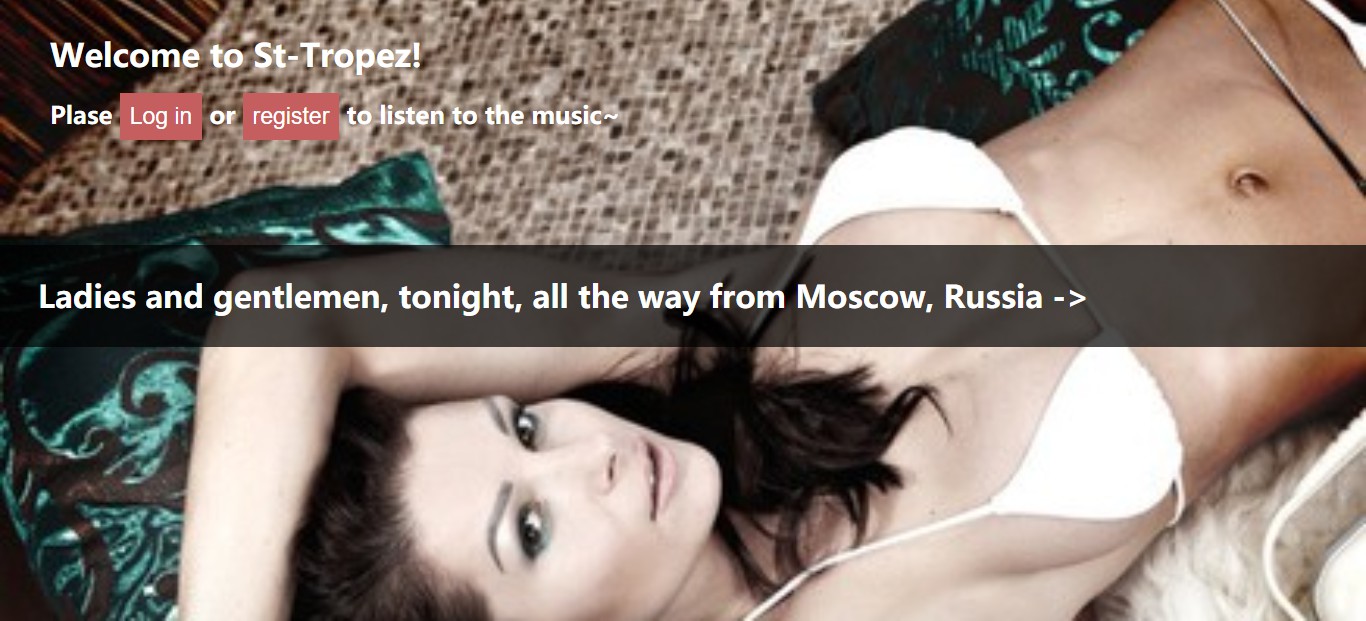 Welcome to St-Tropez!
Plase Log in or register to listen to the music~
Ladies and gentlemen, tonight, all the way from Moscow, Russia ->